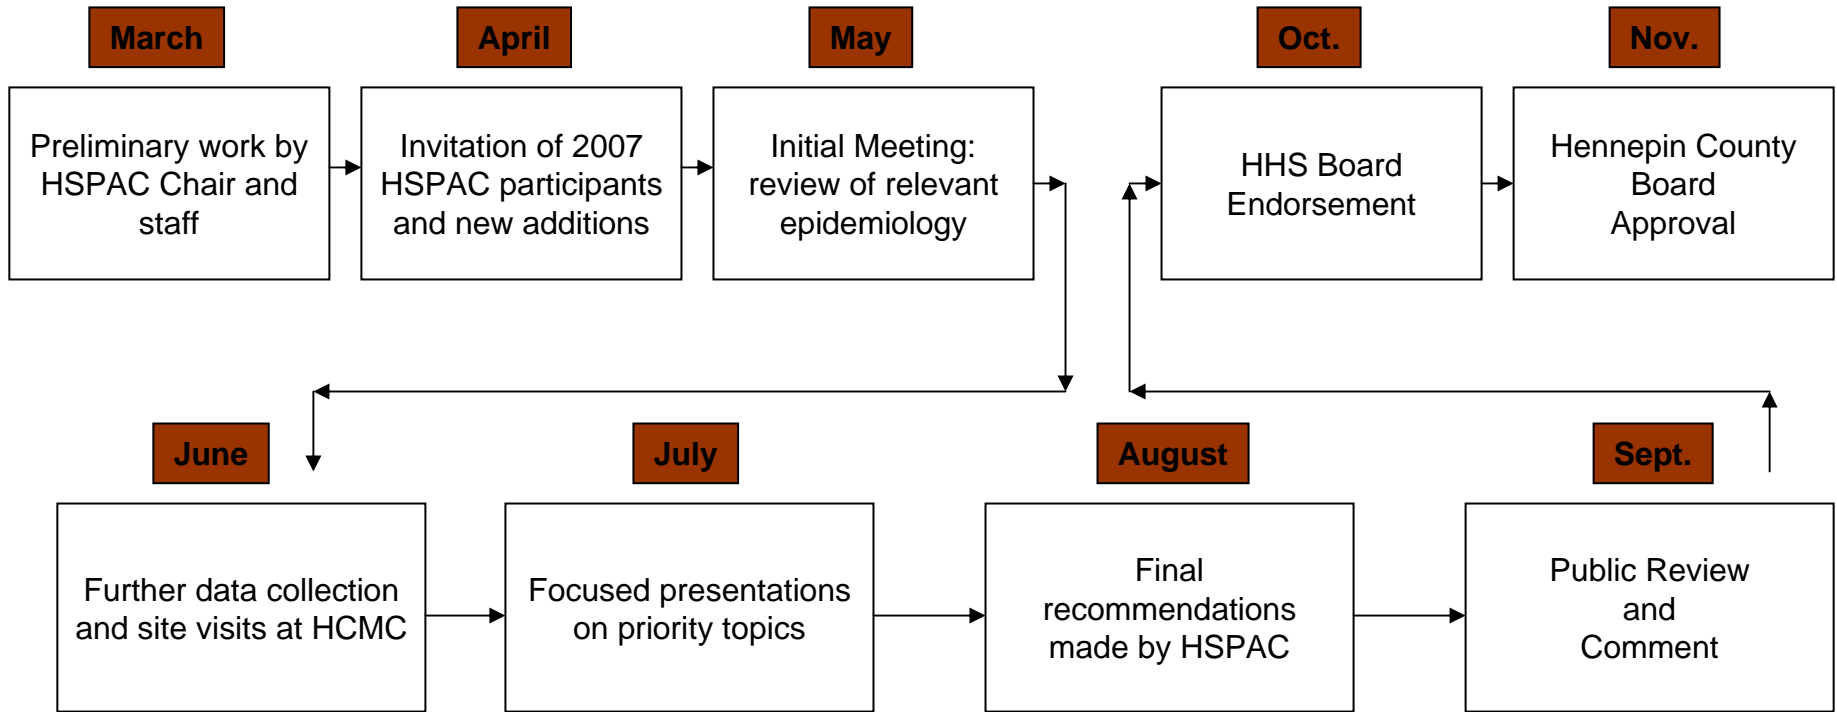 March
Preliminary work by
HSPAC Chair and
staff
April
Invitation of 2007
HSPAC participants
and new additions
May
Initial Meeting:
review of relevant
epidemiology
June
Further data collection
and site visits at HCMC
July
Focused presentations
on priority topics
August
Final
recommendations
made by HSPAC
Sept.
Public Review
and
Comment
Oct.
HHS Board
Endorsement
Nov.
Hennepin County
Board
Approval